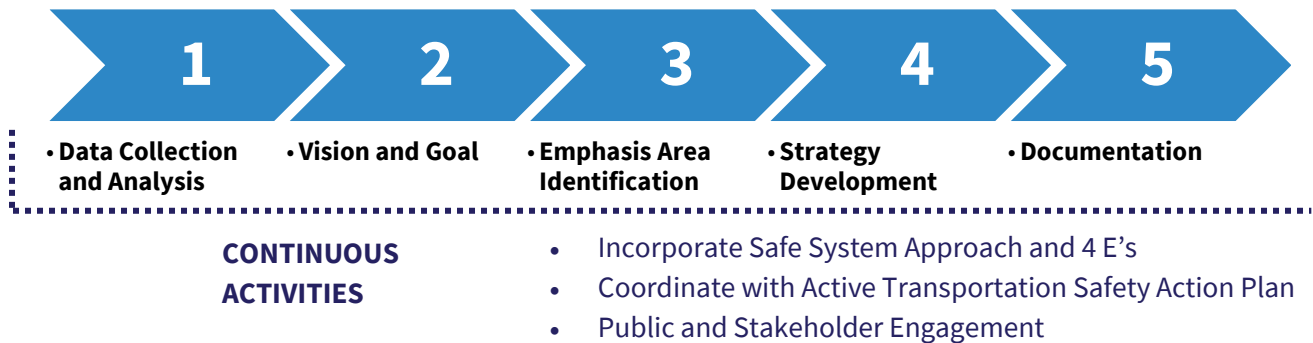 1
2
3
4
5
• Data Collection
and Analysis
• Vision and Goal
• Emphasis Area
Identification
• Strategy
Development
• Documentation
CONTINUOUS
ACTIVITIES
• Incorporate Safe System Approach and 4 E’s
• Coordinate with Active Transportation Safety Action Plan
• Public and Stakeholder Engagement